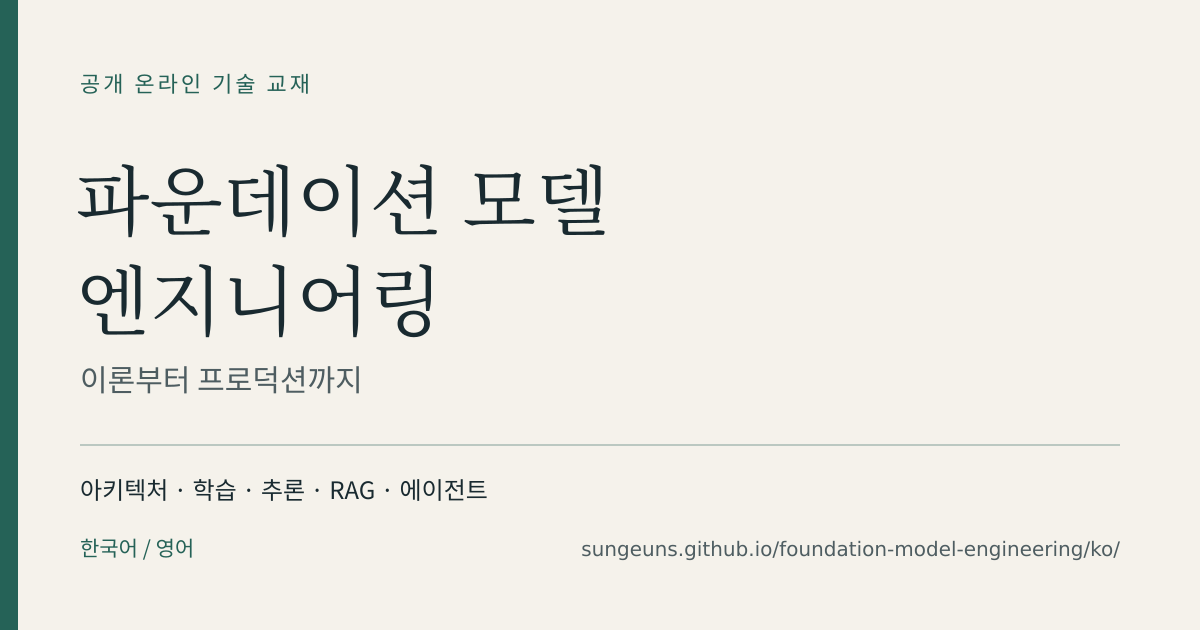 공개 온라인 기술 교재
파운데이션 모델
엔지니어링
이론부터 프로덕션까지
아키텍처 · 학습 · 추론 · RAG · 에이전트
한국어 / 영어
sungeuns.github.io/foundation-model-engineering/ko/